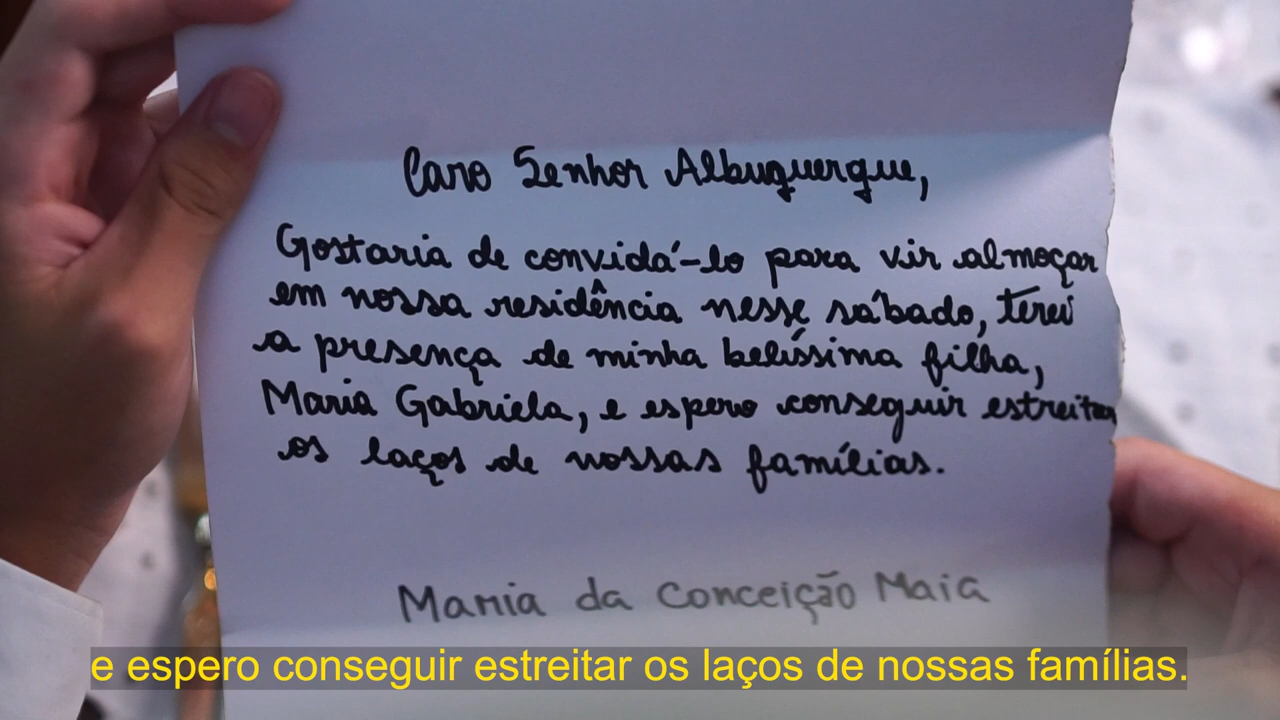 Caro Senhor Albuquerque,
Gostaria de convidá-lo para vir almoçar
em nossa residência nesse sábado, terei
a presença de minha belíssima filha,
Maria Gabriela, e espero conseguir estreitar
os laços de nossas famílias.
Maria da Conceição Maia
e espero conseguir estreitar os laços de nossas famílias.